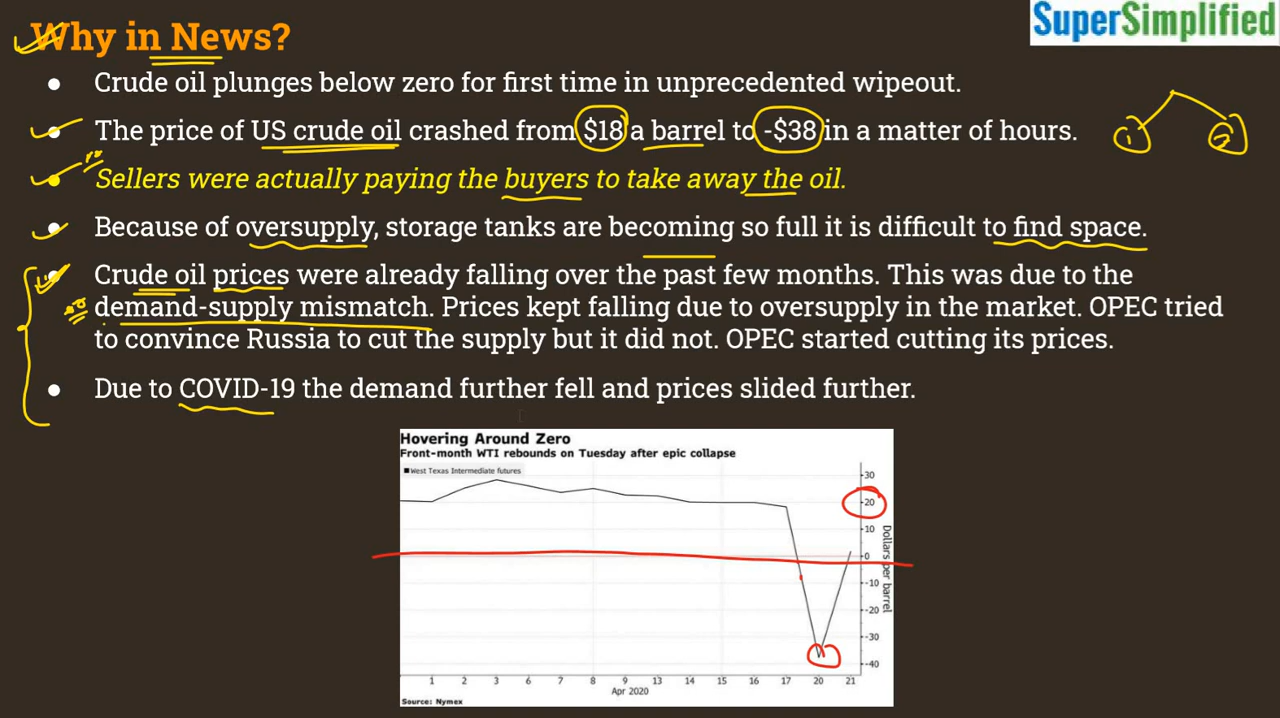 SuperSimplified
Why in News?
● Crude oil plunges below zero for first time in unprecedented wipeout.
● The price of US crude oil crashed from $18 a barrel to -$38 in a matter of hours.
● Sellers were actually paying the buyers to take away the oil.
● Because of oversupply, storage tanks are becoming so full it is difficult to find space.
● Crude oil prices were already falling over the past few months. This was due to the
demand-supply mismatch. Prices kept falling due to oversupply in the market. OPEC tried
to convince Russia to cut the supply but it did not. OPEC started cutting its prices.
● Due to COVID-19 the demand further fell and prices slided further.
Hovering Around Zero
Front-month WTI rebounds on Tuesday after epic collapse
West Texas Intermediate futures
30
20
10
0
-10
-20
-30
-40
Dollars per barrel
1 2 3 6 7 8 9 13 14 15 16 17 20 21
Apr 2020
Source: Nymex